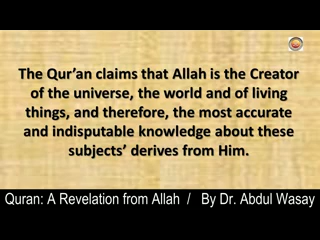 The Qur'an claims that Allah is the Creator
of the universe, the world and of living
things, and therefore, the most accurate
and indisputable knowledge about these
subjects' derives from Him.
Quran: A Revelation from Allah / By Dr. Abdul Wasay